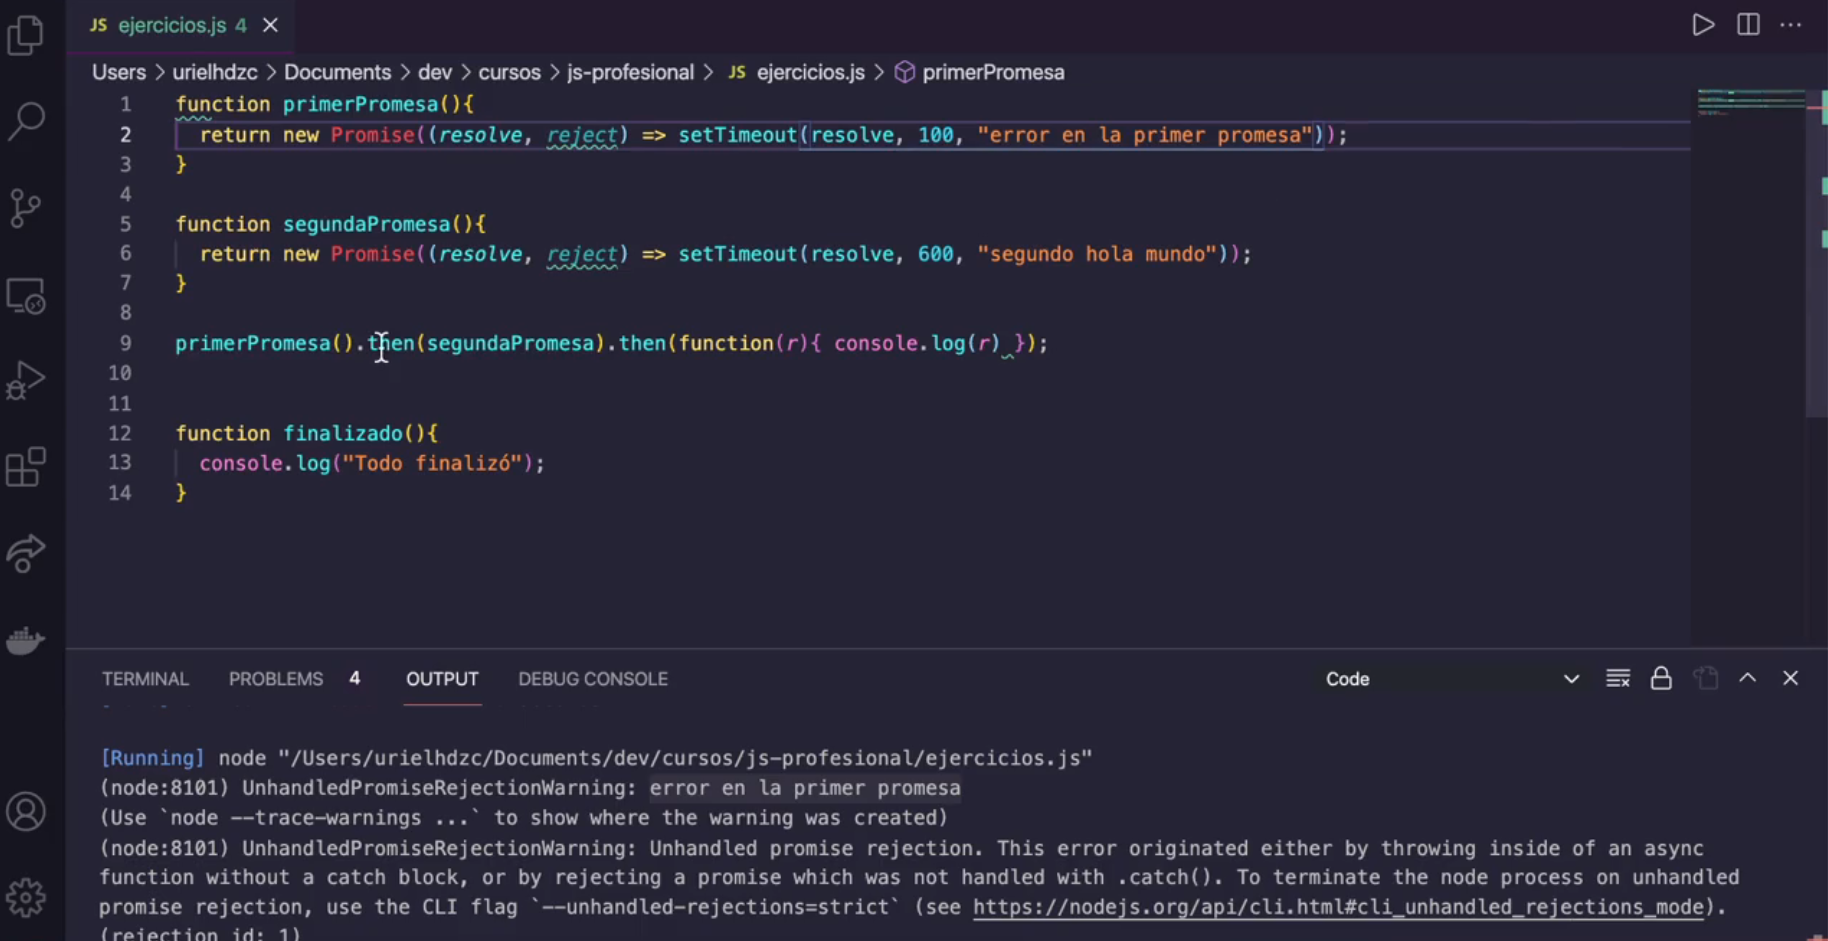 JS ejercicios.js 4
Users > urielhdzc > Documents > dev > cursos > js-profesional > JS ejercicios.js > primerPromesa
1 function primerPromesa(){
2 return new Promise((resolve, reject) => setTimeout(resolve, 100, "error en la primer promesa"));
3 }
4
5 function segundaPromesa(){
6 return new Promise((resolve, reject) => setTimeout(resolve, 600, "segundo hola mundo"));
7 }
8
9 primerPromesa().then(segundaPromesa).then(function(r){ console.log(r) });
10
11
12 function finalizado(){
13 console.log("Todo finalizó");
14 }
TERMINAL PROBLEMS 4 OUTPUT DEBUG CONSOLE Code
[Running] node "/Users/urielhdzc/Documents/dev/cursos/js-profesional/ejercicios.js"
(node:8101) UnhandledPromiseRejectionWarning: error en la primer promesa
(Use `node --trace-warnings ...` to show where the warning was created)
(node:8101) UnhandledPromiseRejectionWarning: Unhandled promise rejection. This error originated either by throwing inside of an async
function without a catch block, or by rejecting a promise which was not handled with .catch(). To terminate the node process on unhandled
promise rejection, use the CLI flag `--unhandled-rejections=strict` (see https://nodejs.org/api/cli.html#cli_unhandled_rejections_mode).
(rejection id: 1)